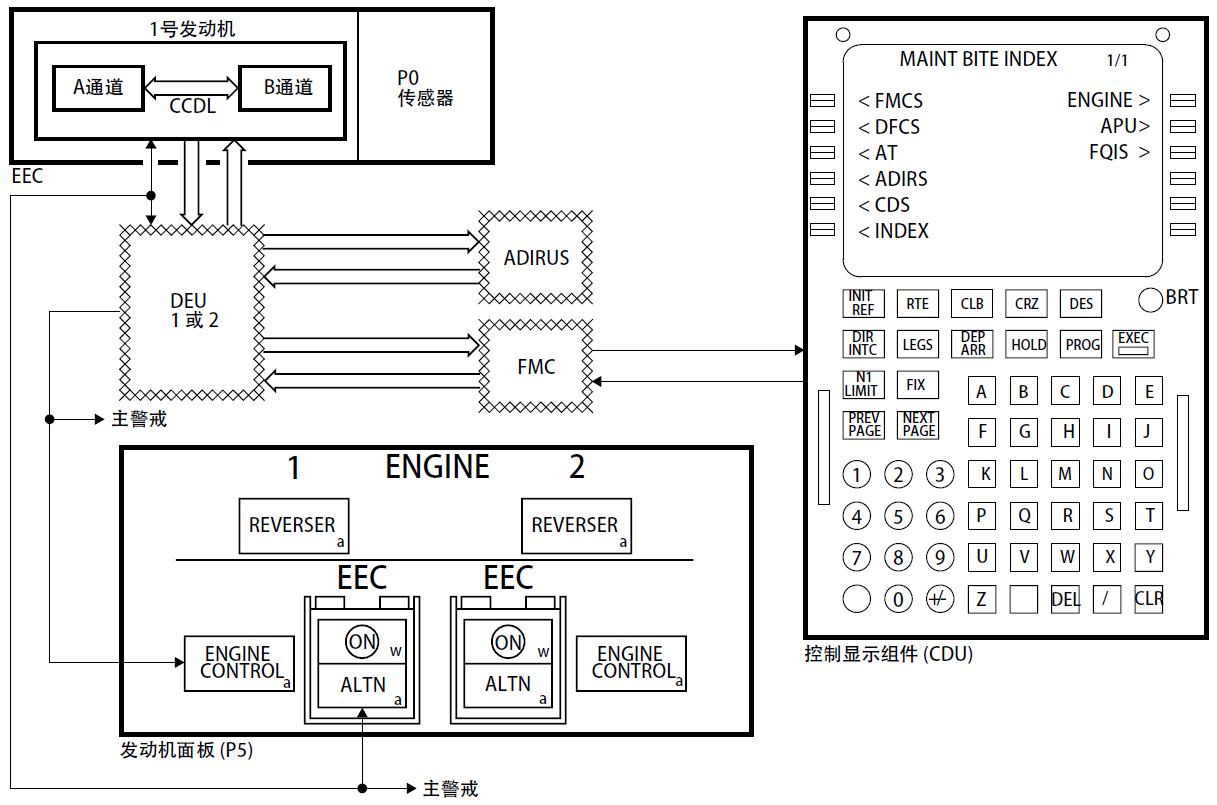 1号发动机
A通道
B通道
CCDL
P0
传感器
EEC
DEU
1 或 2
ADIRUS
FMC
主警戒
1 ENGINE 2
REVERSER
a
REVERSER
a
EEC
EEC
ENGINE
CONTROL
a
ON
w
ALTN
a
ON
w
ALTN
a
ENGINE
CONTROL
a
发动机面板 (P5)
主警戒
MAINT BITE INDEX 1/1
< FMCS ENGINE >
< DFCS APU>
< AT FQIS >
< ADIRS
< CDS
< INDEX
BRT
INIT
REF
RTE
CLB
CRZ
DES
DIR
INTC
LEGS
DEP
ARR
HOLD
PROG
EXEC
N1
LIMIT
FIX
PREV
PAGE
NEXT
PAGE
A B C D E
F G H I J
1 2 3 K L M N O
4 5 6 P Q R S T
7 8 9 U V W X Y
0 +/- Z DEL / CLR
控制显示组件 (CDU)